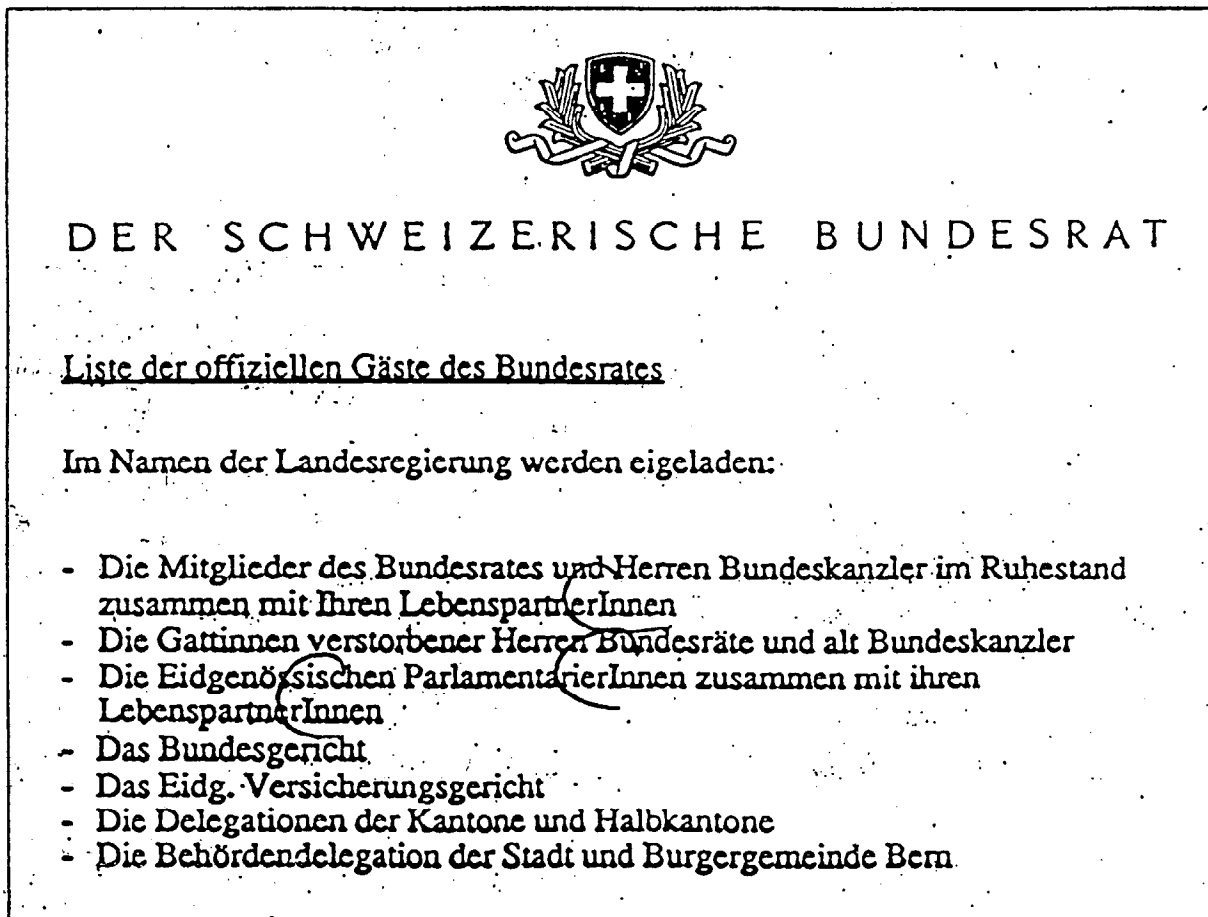 DER SCHWEIZERISCHE BUNDESRAT
Liste der offiziellen Gäste des Bundesrates
Im Namen der Landesregierung werden eigeladen:
- Die Mitglieder des Bundesrates und Herren Bundeskanzler im Ruhestand
zusammen mit Ihren LebenspartnerInnen
- Die Gattinnen verstorbener Herren Bundesräte und alt Bundeskanzler
- Die Eidgenössischen ParlamentarierInnen zusammen mit ihren
LebenspartnerInnen
- Das Bundesgericht
- Das Eidg. Versicherungsgericht
- Die Delegationen der Kantone und Halbkantone
- Die Behördendelegation der Stadt und Burgergemeinde Bern